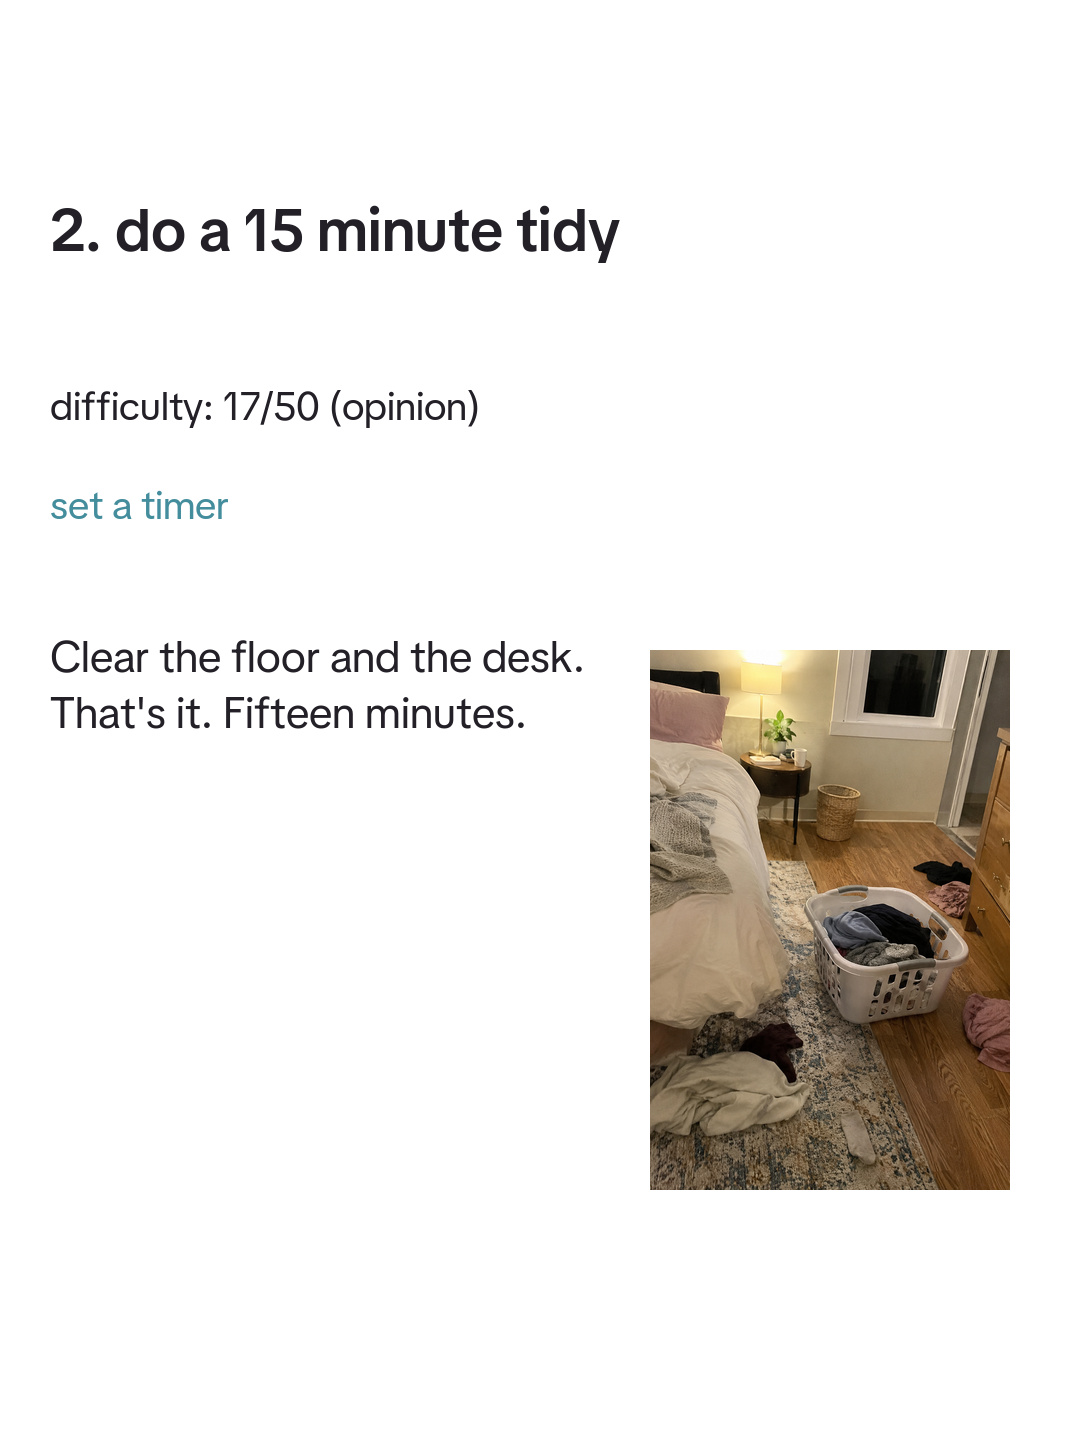 2. do a 15 minute tidy
difficulty: 17/50 (opinion)
set a timer
Clear the floor and the desk.
That's it. Fifteen minutes.